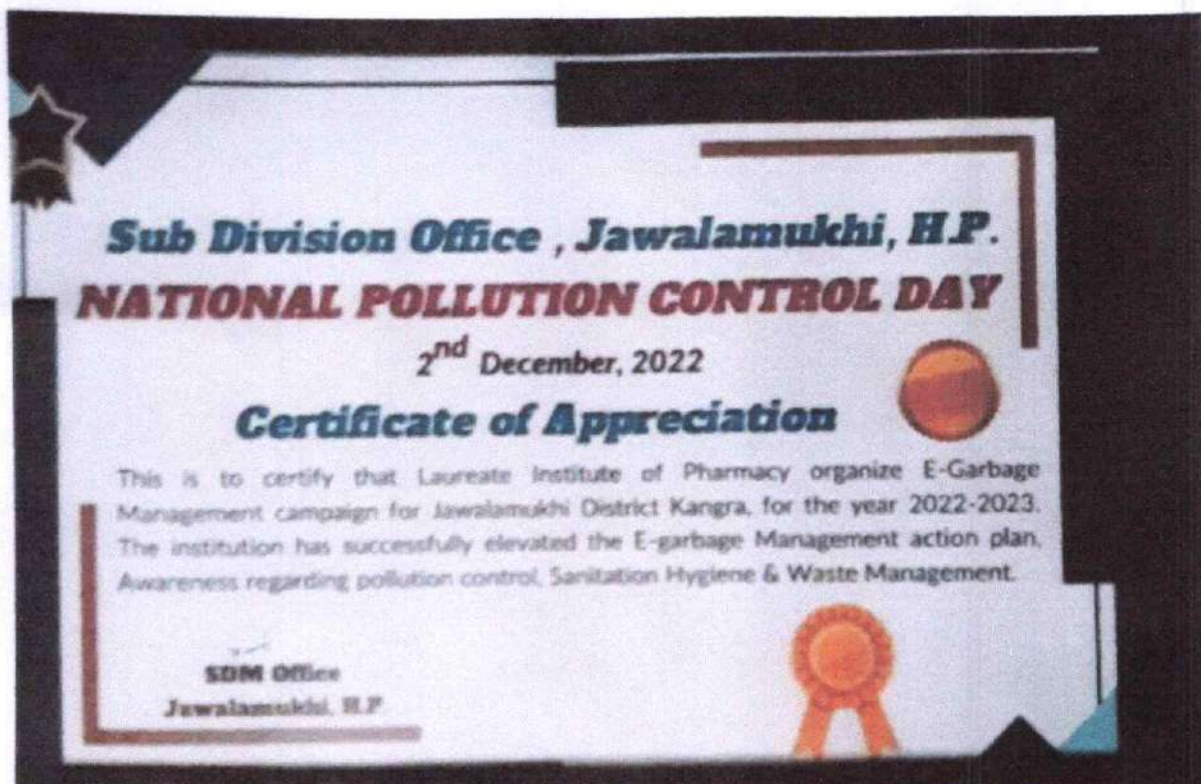 Sub Division Office , Jawalamukhi, H.P.
NATIONAL POLLUTION CONTROL DAY
2nd December, 2022
Certificate of Appreciation
This is to certify that Laureate Institute of Pharmacy organize E-Garbage
Management campaign for Jawalamukhi District Kangra, for the year 2022-2023.
The institution has successfully elevated the E-garbage Management action plan,
Awareness regarding pollution control, Sanitation Hygiene & Waste Management.
SDM Office
Jawalamukhi, H.P